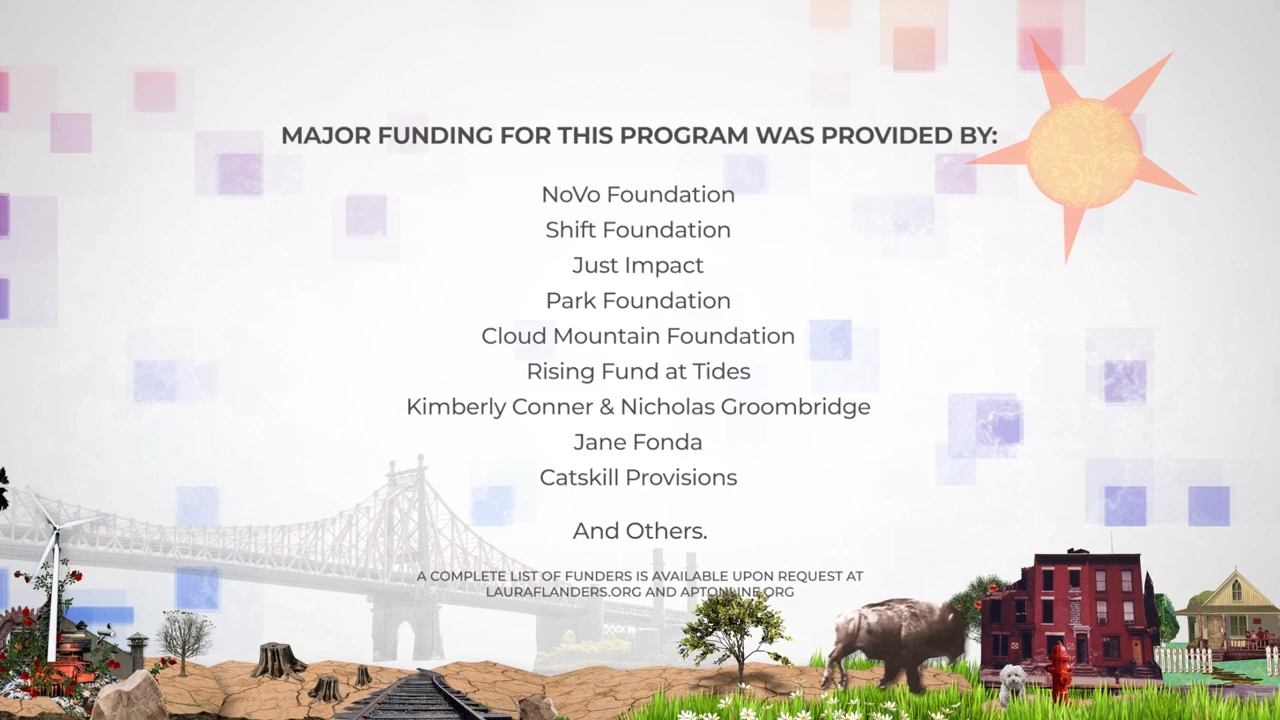 MAJOR FUNDING FOR THIS PROGRAM WAS PROVIDED BY:
NoVo Foundation
Shift Foundation
Just Impact
Park Foundation
Cloud Mountain Foundation
Rising Fund at Tides
Kimberly Conner & Nicholas Groombridge
Jane Fonda
Catskill Provisions
And Others.
A COMPLETE LIST OF FUNDERS IS AVAILABLE UPON REQUEST AT
LAURAFLANDERS.ORG AND APTONLINE.ORG